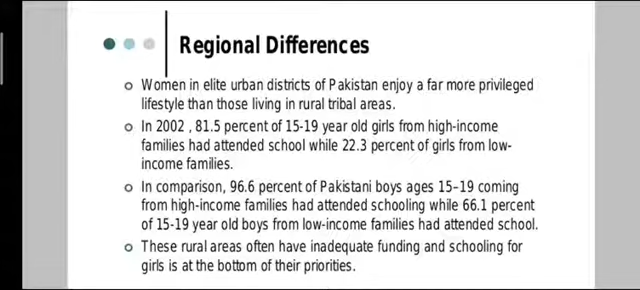 Regional Differences
Women in elite urban districts of Pakistan enjoy a far more privileged
lifestyle than those living in rural tribal areas.
In 2002 , 81.5 percent of 15-19 year old girls from high-income
families had attended school while 22.3 percent of girls from low-
income families.
In comparison, 96.6 percent of Pakistani boys ages 15–19 coming
from high-income families had attended schooling while 66.1 percent
of 15-19 year old boys from low-income families had attended school.
These rural areas often have inadequate funding and schooling for
girls is at the bottom of their priorities.